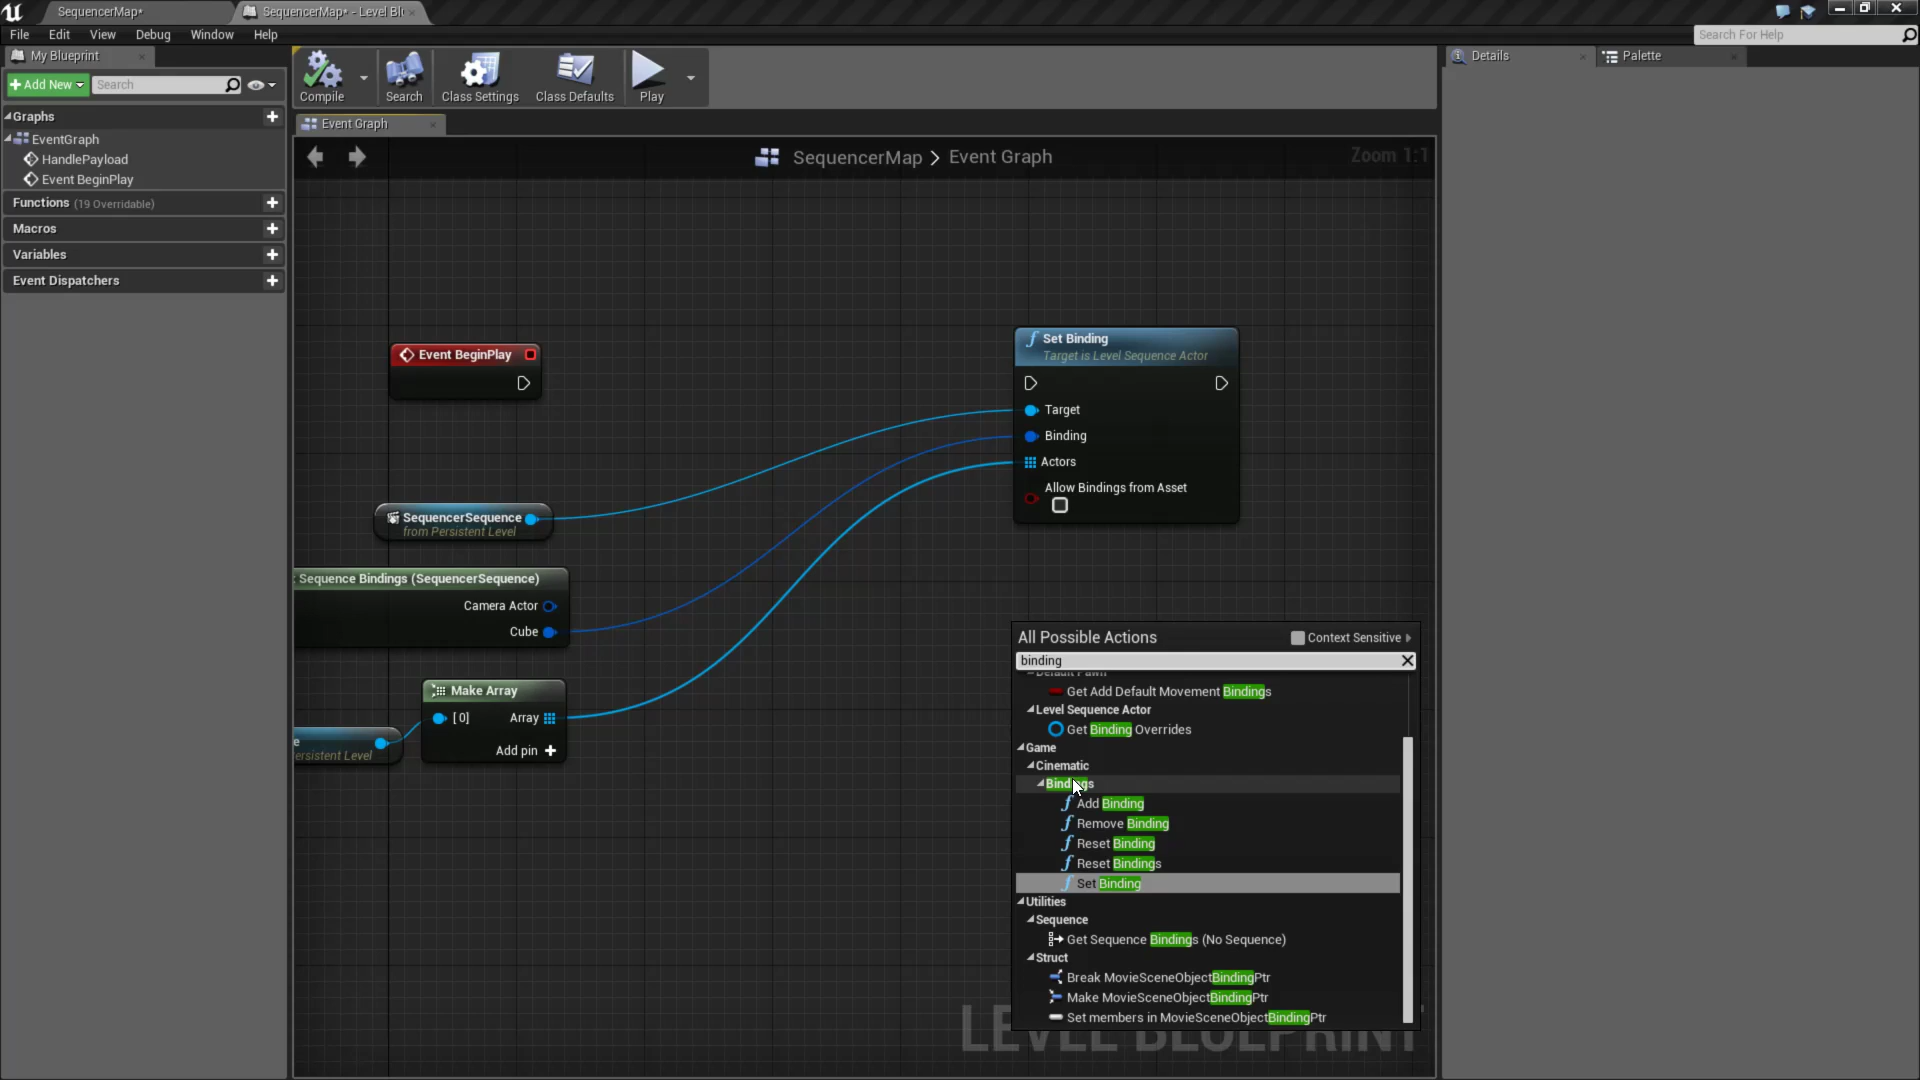 SequencerMap*
SequencerMap* - Level Bl
File Edit View Debug Window Help
Search For Help
My Blueprint
Add New
Search
Graphs
EventGraph
HandlePayload
Event BeginPlay
Functions (19 Overridable)
Macros
Variables
Event Dispatchers
Compile
Search
Class Settings
Class Defaults
Play
Event Graph
SequencerMap > Event Graph
Zoom 1:1
Details
Palette
Event BeginPlay
Set Binding
Target is Level Sequence Actor
Target
Binding
Actors
Allow Bindings from Asset
SequencerSequence
from Persistent Level
Sequence Bindings (SequencerSequence)
Camera Actor
Cube
Make Array
[0] Array
Add pin
e
ersistent Level
All Possible Actions
Context Sensitive
binding
Default Pawn
Get Add Default Movement Bindings
Level Sequence Actor
Get Binding Overrides
Game
Cinematic
Bindings
Add Binding
Remove Binding
Reset Binding
Reset Bindings
Set Binding
Utilities
Sequence
Get Sequence Bindings (No Sequence)
Struct
Break MovieSceneObjectBindingPtr
Make MovieSceneObjectBindingPtr
Set members in MovieSceneObjectBindingPtr
LEVEL BLUEPRINT